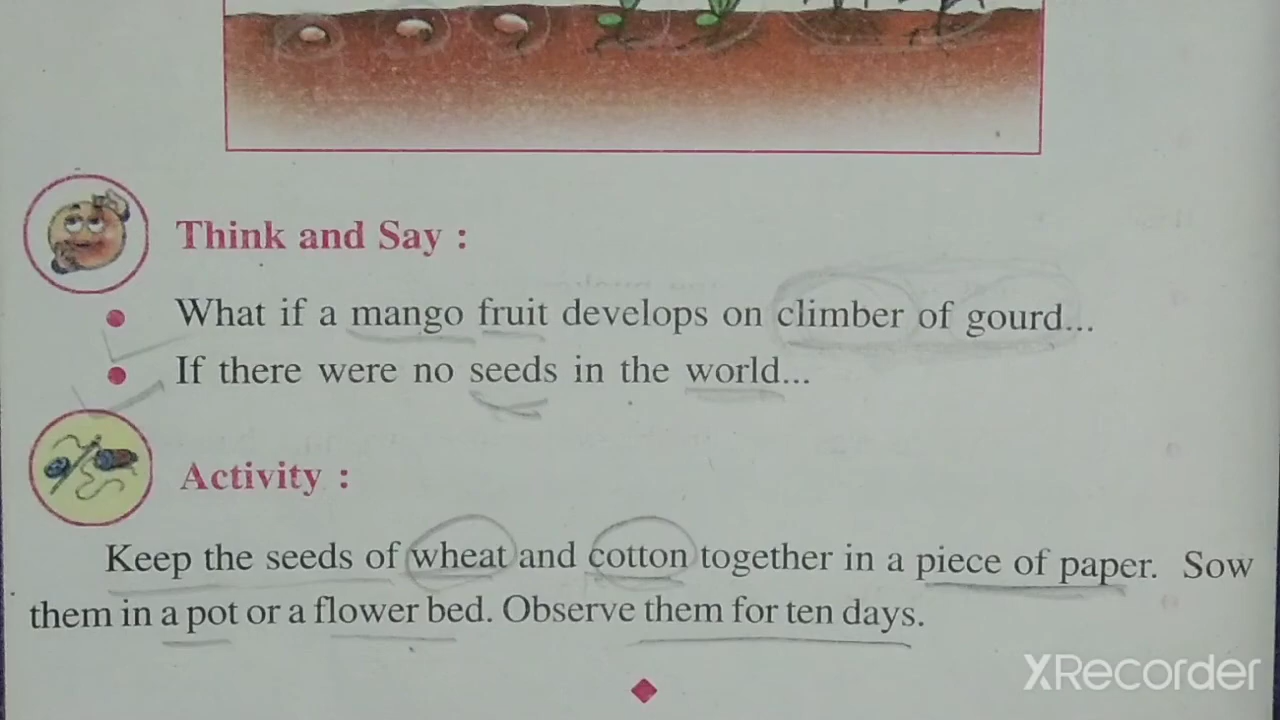 Think and Say :
What if a mango fruit develops on climber of gourd...
If there were no seeds in the world...
Activity :
Keep the seeds of wheat and cotton together in a piece of paper. Sow
them in a pot or a flower bed. Observe them for ten days.
XRecorder